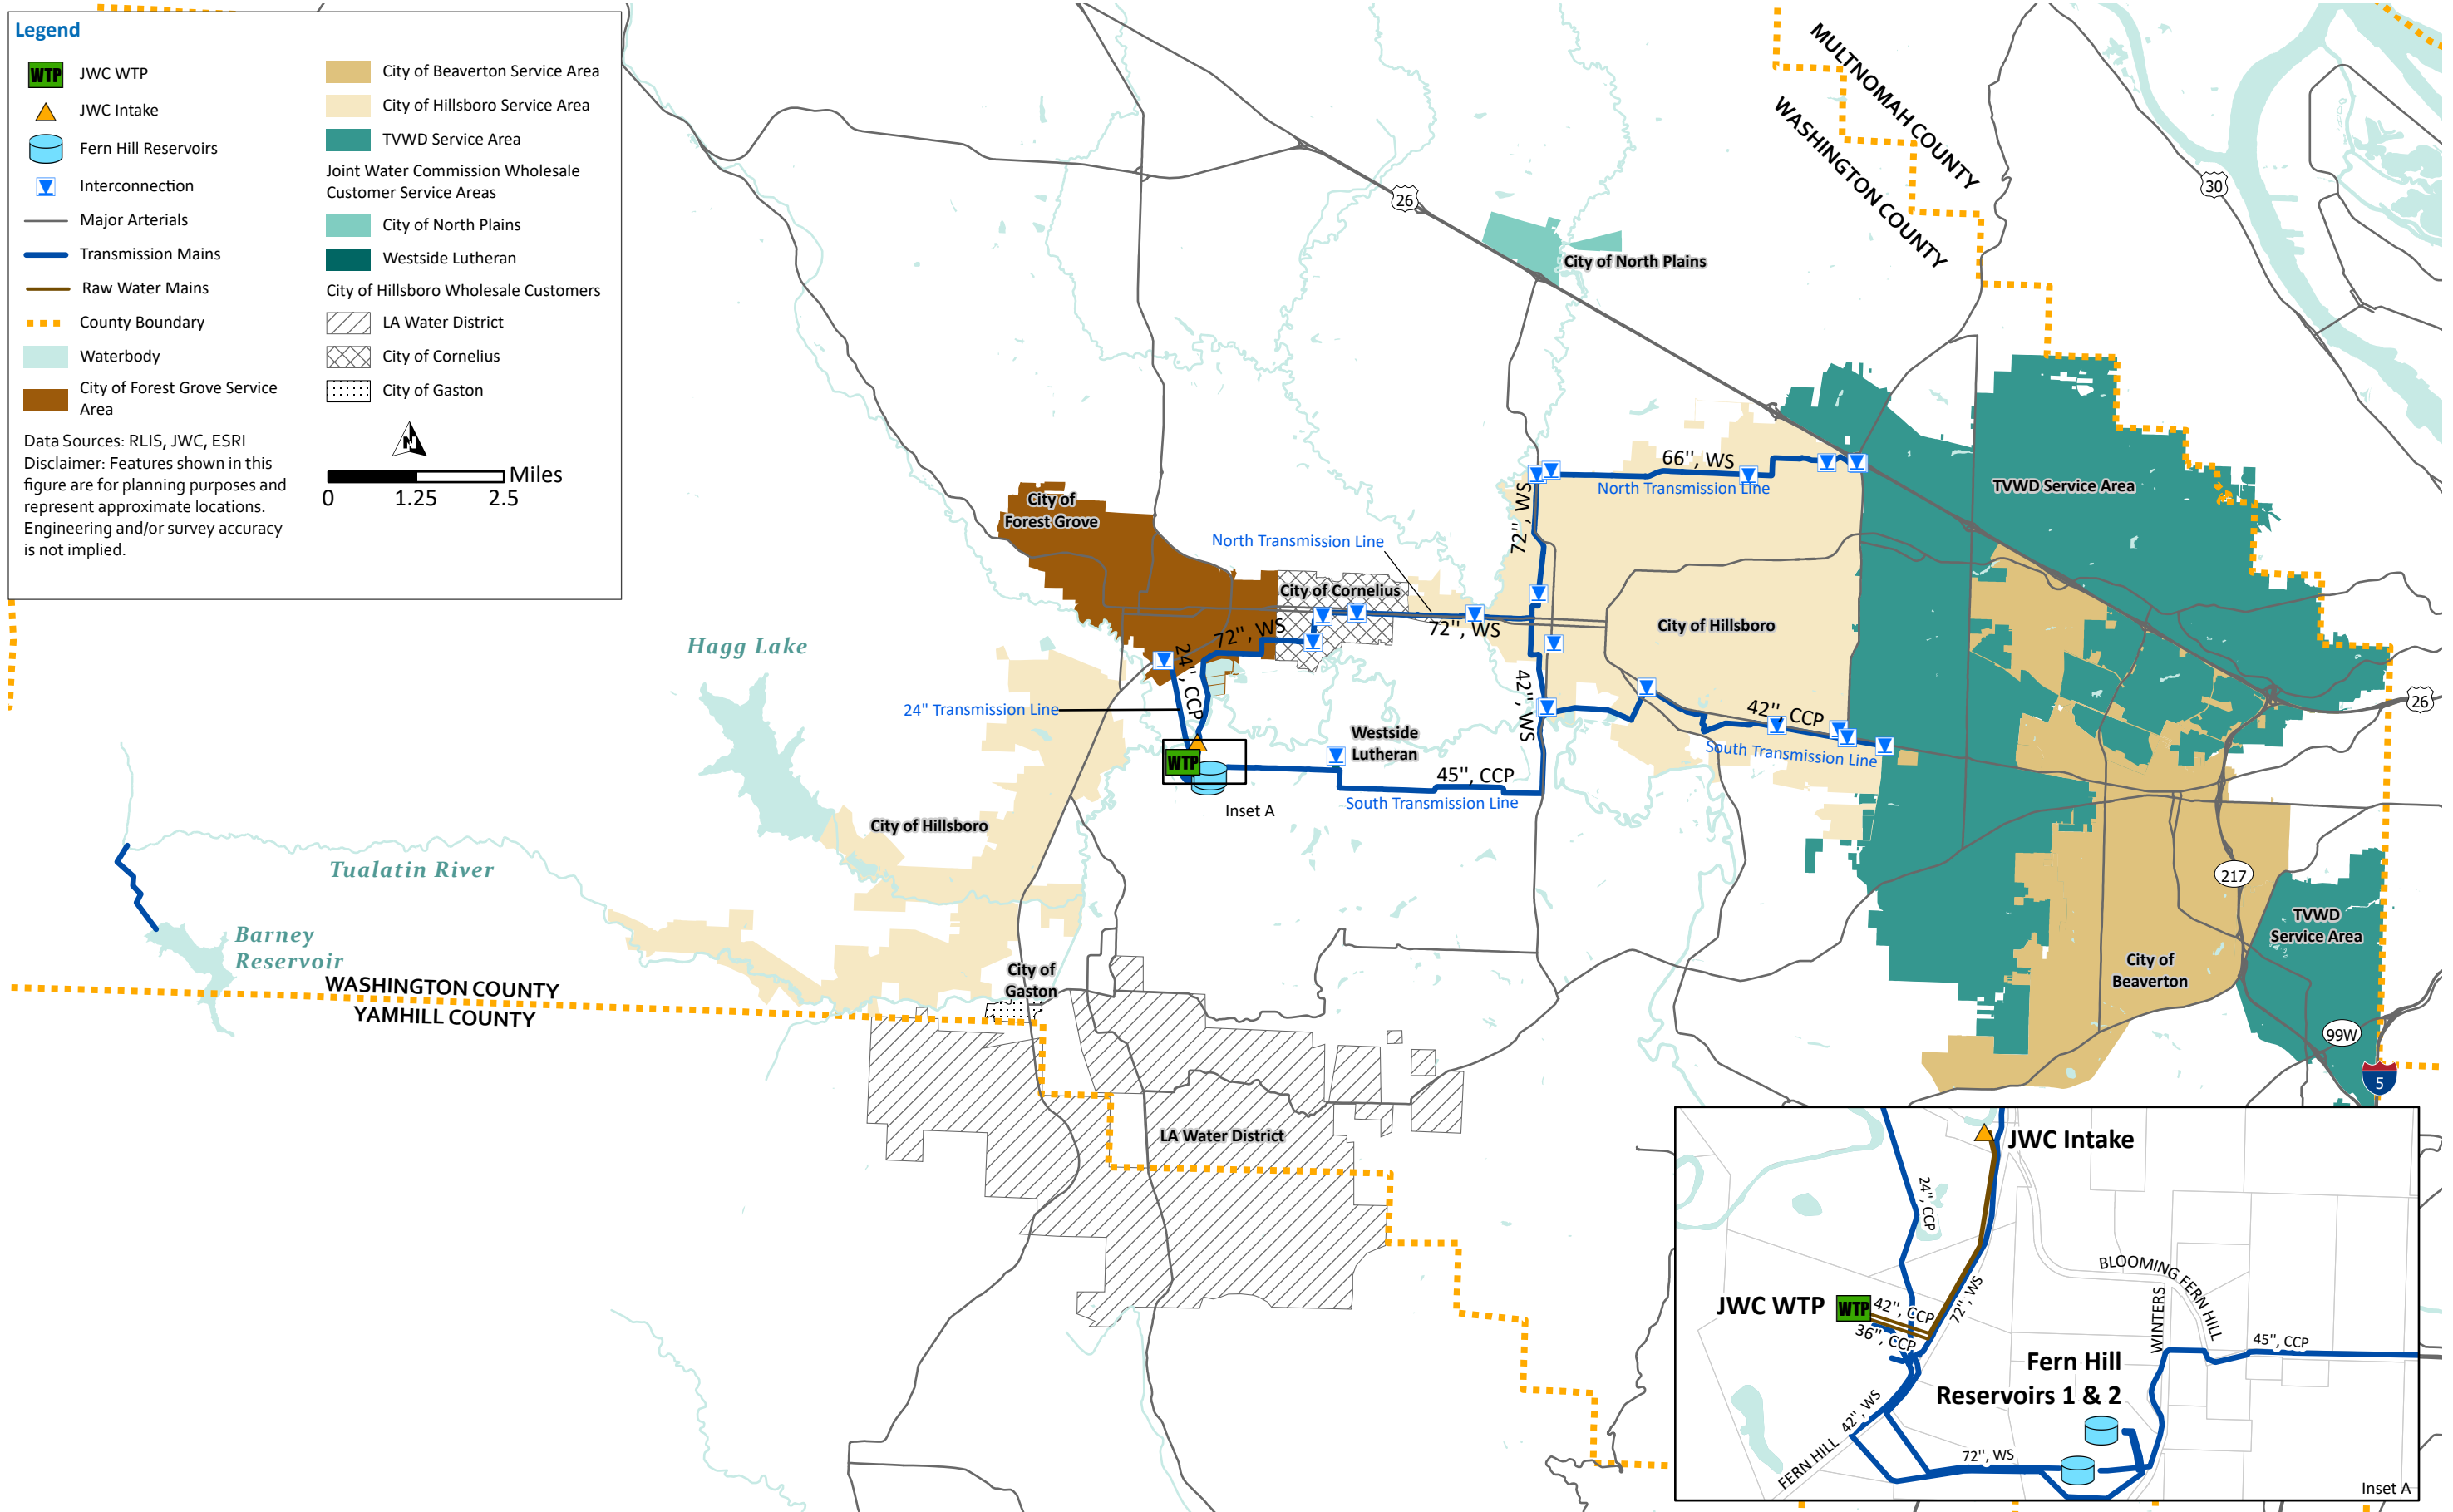 Legend
WTP
JWC WTP
JWC Intake
Fern Hill Reservoirs
Interconnection
Major Arterials
Transmission Mains
Raw Water Mains
County Boundary
Waterbody
City of Forest Grove Service
Area
City of Beaverton Service Area
City of Hillsboro Service Area
TVWD Service Area
Joint Water Commission Wholesale
Customer Service Areas
City of North Plains
Westside Lutheran
City of Hillsboro Wholesale Customers
LA Water District
City of Cornelius
City of Gaston
Data Sources: RLIS, JWC, ESRI
Disclaimer: Features shown in this
figure are for planning purposes and
represent approximate locations.
Engineering and/or survey accuracy
is not implied.
N
Miles
0 1.25 2.5
MULTNOMAH COUNTY
WASHINGTON COUNTY
26
30
City of North Plains
66", WS
North Transmission Line
TVWD Service Area
City of
Forest Grove
72", WS
North Transmission Line
City of Cornelius
72", WS
72", WS
City of Hillsboro
24", CCP
Hagg Lake
24" Transmission Line
42", WS
42", CCP
South Transmission Line
26
Westside
Lutheran
WTP
45", CCP
South Transmission Line
Inset A
City of Hillsboro
Tualatin River
217
Barney
Reservoir
TVWD
Service Area
City of
Beaverton
City of
Gaston
WASHINGTON COUNTY
YAMHILL COUNTY
99W
5
LA Water District
JWC Intake
24", CCP
BLOOMING FERN HILL
72", WS
JWC WTP
WTP
42", CCP
36", CCP
WINTERS
45", CCP
Fern Hill
Reservoirs 1 & 2
42", WS
FERN HILL
72", WS
Inset A